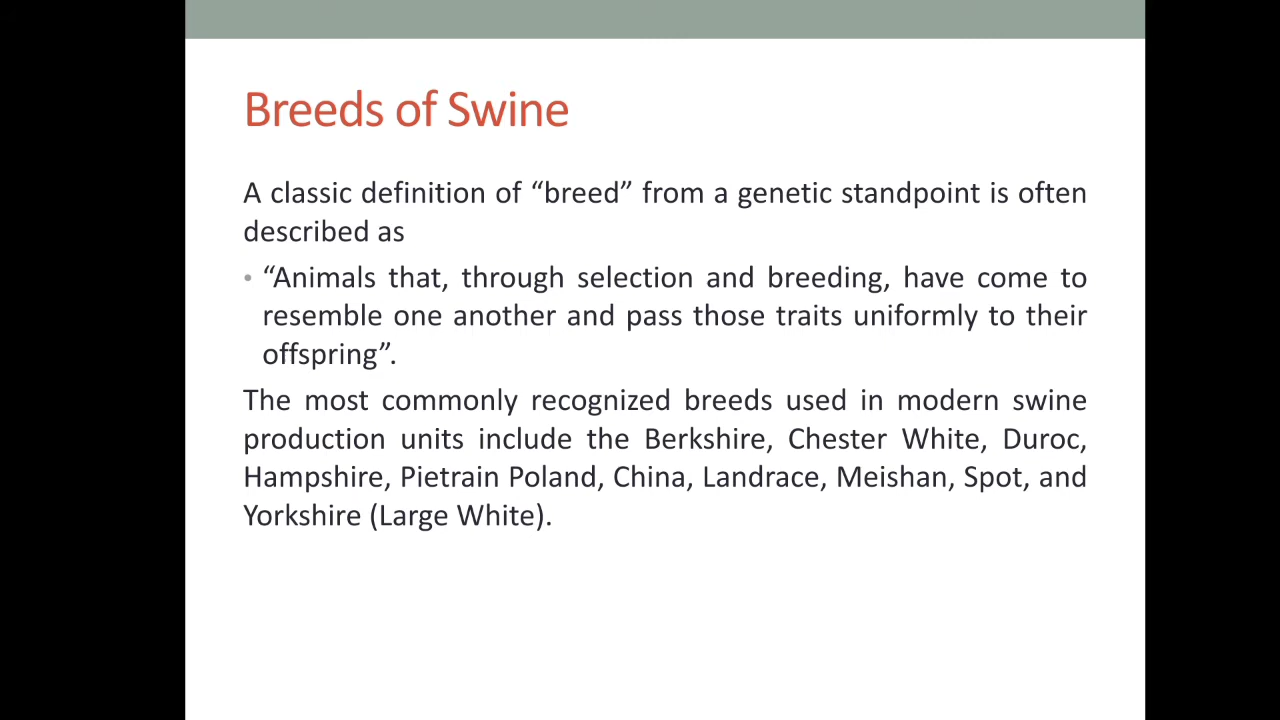 Breeds of Swine
A classic definition of “breed” from a genetic standpoint is often
described as
• “Animals that, through selection and breeding, have come to
resemble one another and pass those traits uniformly to their
offspring”.
The most commonly recognized breeds used in modern swine
production units include the Berkshire, Chester White, Duroc,
Hampshire, Pietrain Poland, China, Landrace, Meishan, Spot, and
Yorkshire (Large White).